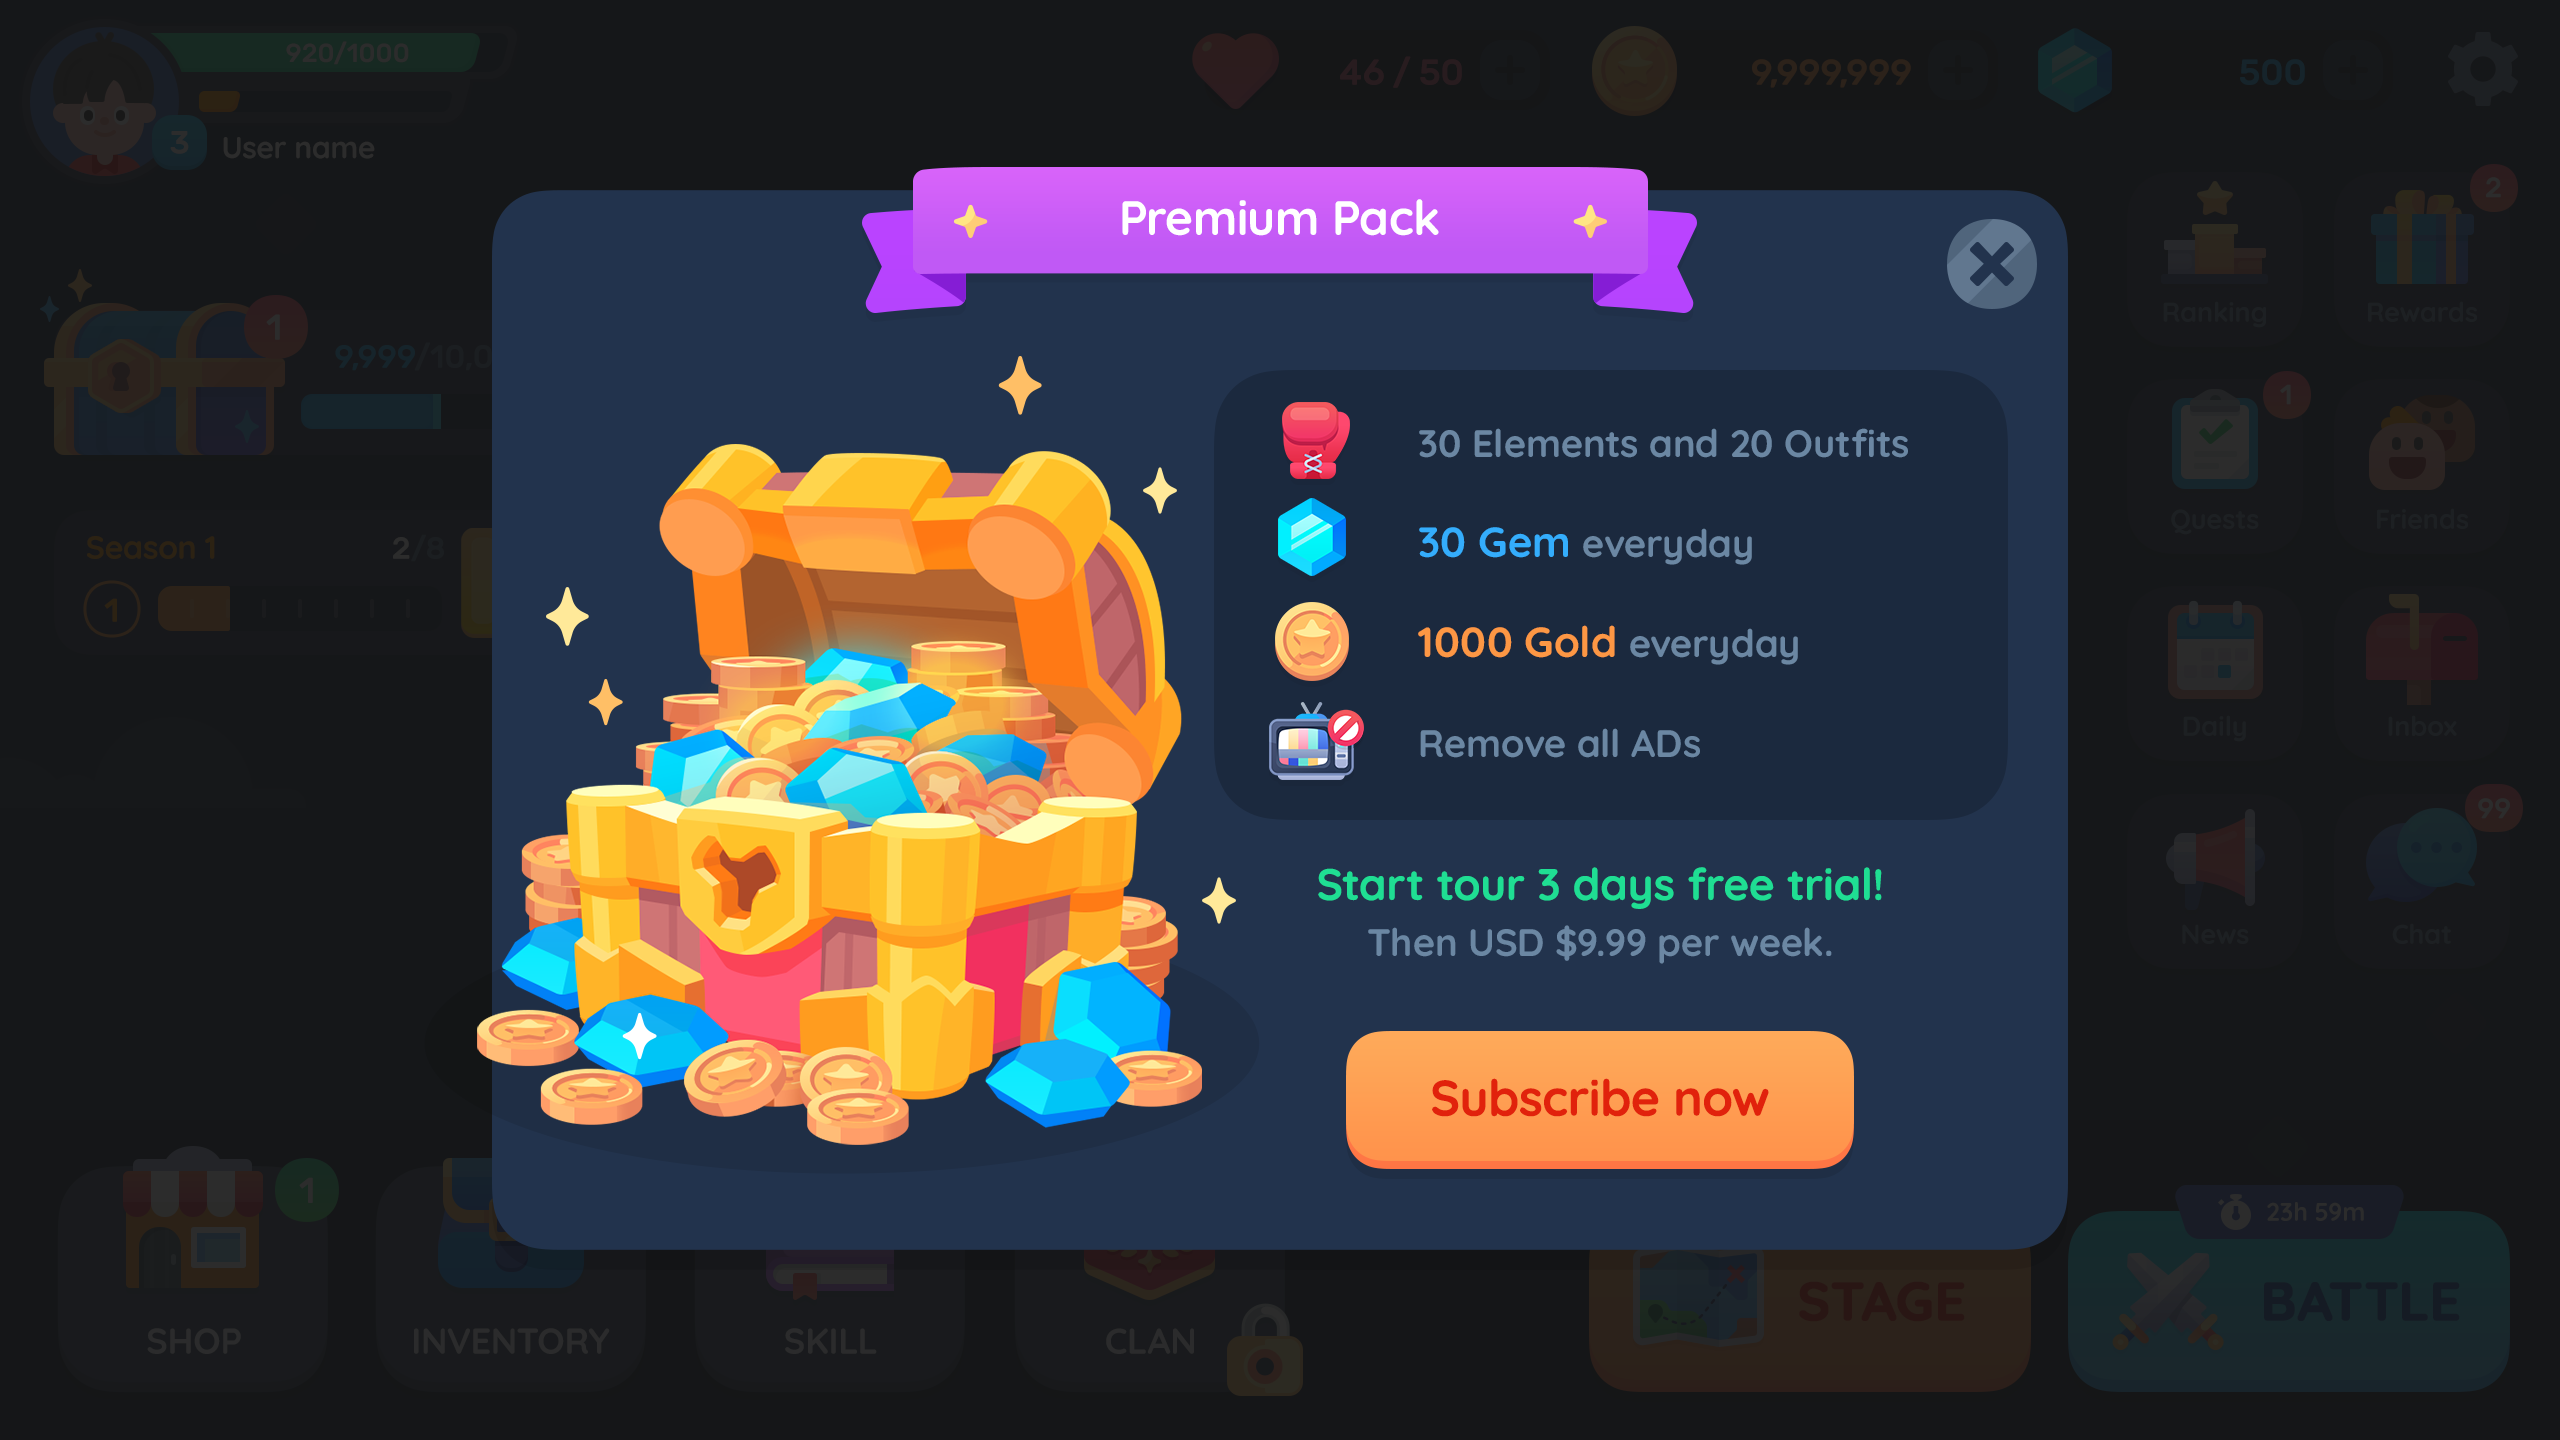 920/1000
3
User name
46 / 50
9,999,999
500
Premium Pack
1
9,999/10,0
Season 1
2/8
1
30 Elements and 20 Outfits
30 Gem everyday
1000 Gold everyday
Remove all ADs
Start tour 3 days free trial!
Then USD $9.99 per week.
Subscribe now
Ranking
2
Rewards
1
Quests
Friends
Daily
Inbox
News
99
Chat
1
SHOP
INVENTORY
SKILL
CLAN
STAGE
23h 59m
BATTLE